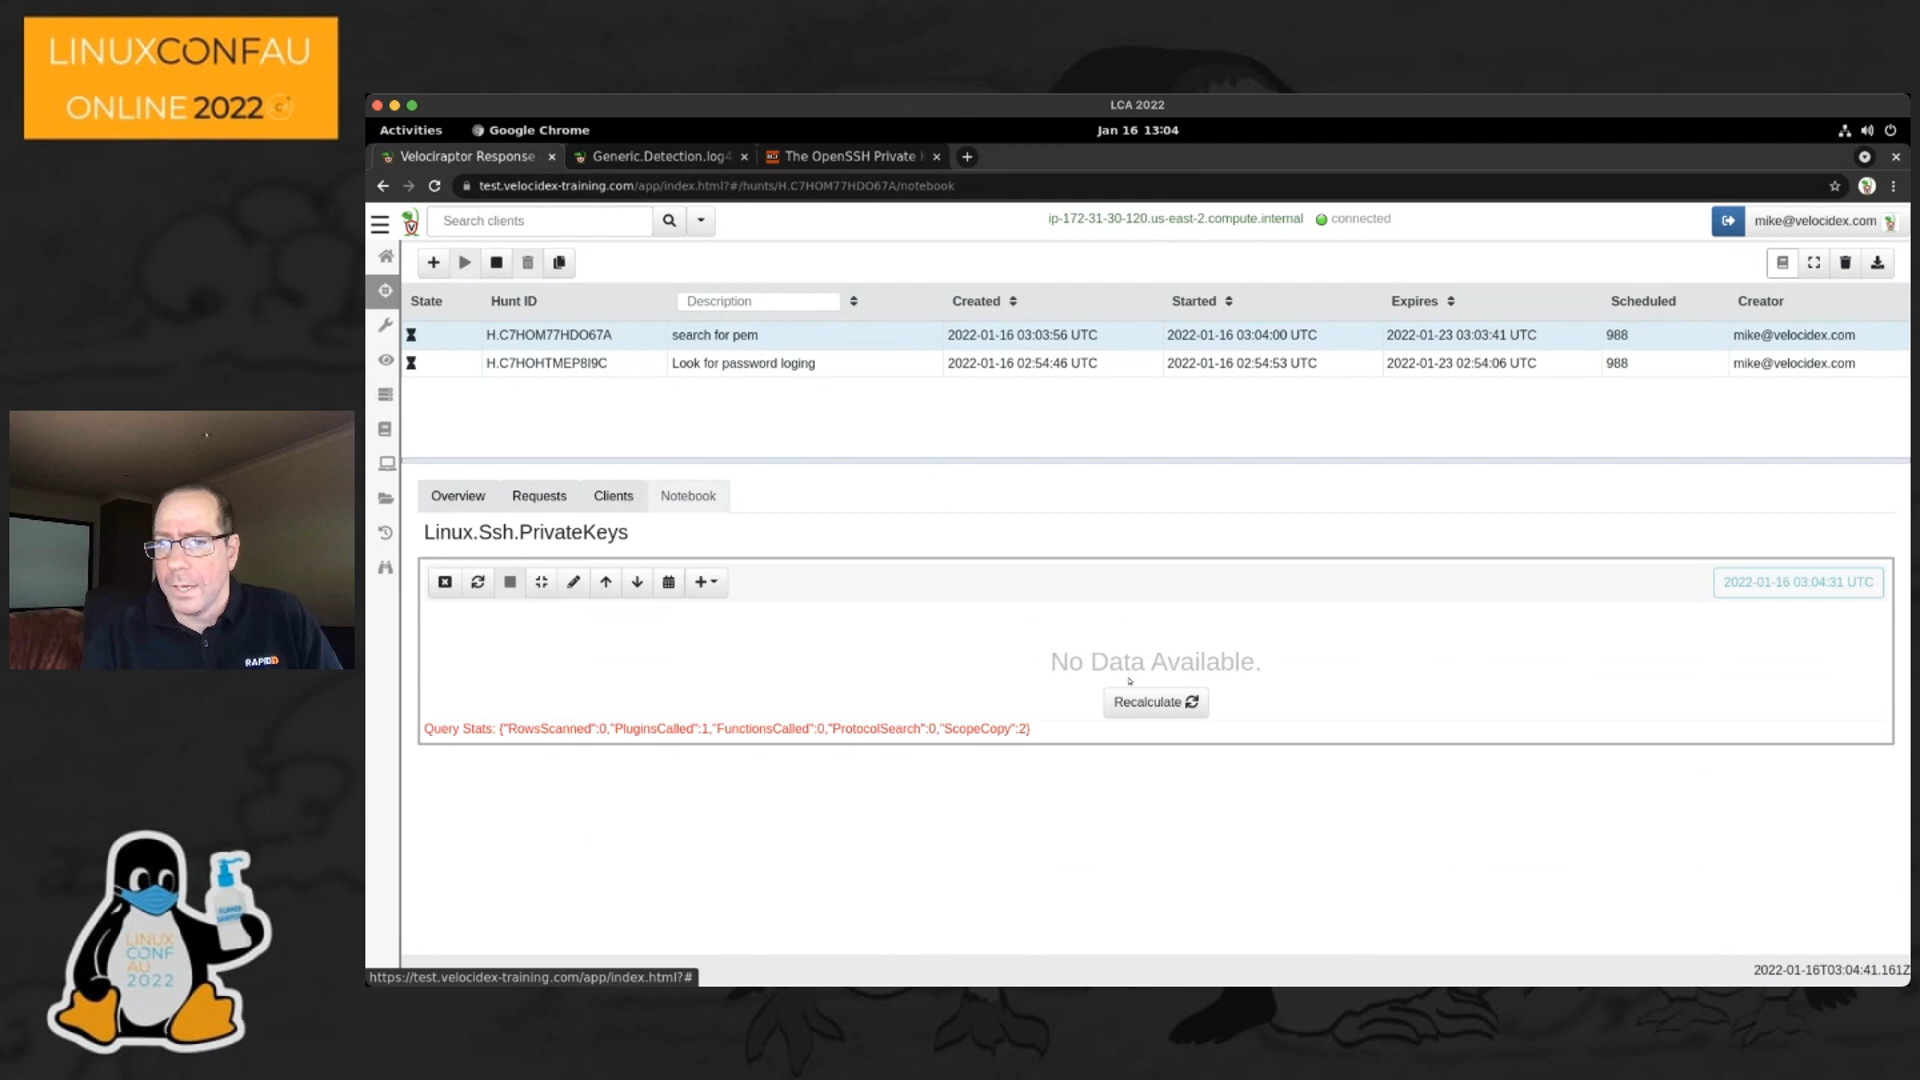 LINUXCONFAU
ONLINE 2022
LCA 2022
Activities Google Chrome Jan 16 13:04
Velociraptor Response Generic.Detection.log4 The OpenSSH Private
test.velocidex-training.com/app/index.html?#/hunts/H.C7HOM77HDO67A/notebook
Search clients ip-172-31-30-120.us-east-2.compute.internal connected mike@velocidex.com
State Hunt ID Description Created Started Expires Scheduled Creator
H.C7HOM77HDO67A search for pem 2022-01-16 03:03:56 UTC 2022-01-16 03:04:00 UTC 2022-01-23 03:03:41 UTC 988 mike@velocidex.com
H.C7HOHTMEP8I9C Look for password loging 2022-01-16 02:54:46 UTC 2022-01-16 02:54:53 UTC 2022-01-23 02:54:06 UTC 988 mike@velocidex.com
Overview Requests Clients Notebook
Linux.Ssh.PrivateKeys
2022-01-16 03:04:31 UTC
No Data Available.
Recalculate
Query Stats: {"RowsScanned":0,"PluginsCalled":1,"FunctionsCalled":0,"ProtocolSearch":0,"ScopeCopy":2}
https://test.velocidex-training.com/app/index.html?#
2022-01-16T03:04:41.161Z
RAPID7
LINUX
CONF
AU
2022